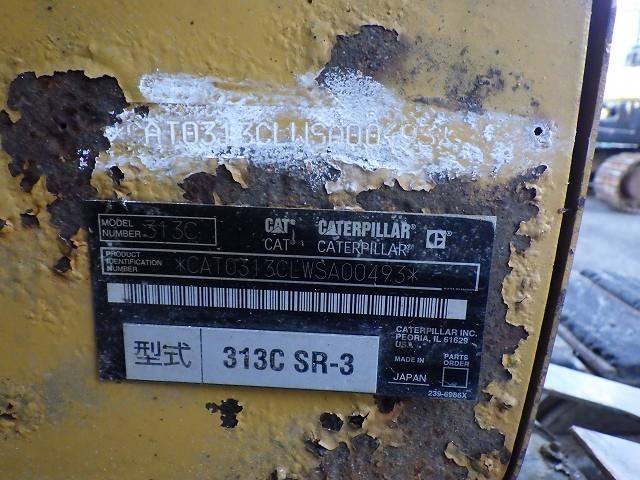 CAT0313CLWSA00493*
MODEL NUMBER 313C
CAT CATERPILLAR® C
CAT® CATERPILLAR®
PRODUCT IDENTIFICATION NUMBER *CAT0313CLWSA00493*
型式 313C SR-3
CATERPILLAR INC.
PEORIA, IL 61629
U.S.A.
MADE IN JAPAN
PARTS ORDER
239-6986X